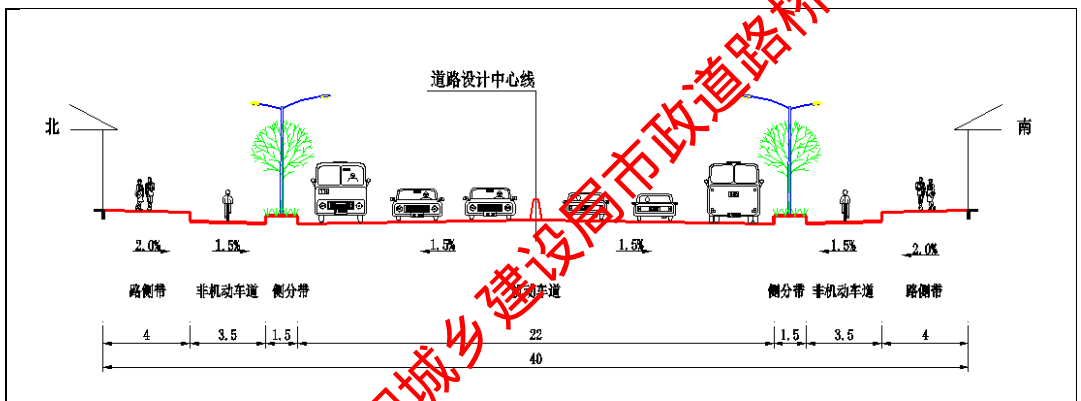 道路设计中心线
北
南
2.0%
1.5%
1.5%
1.5%
1.5%
2.0%
路侧带
非机动车道
侧分带
动车道
侧分带
非机动车道
路侧带
4
3.5
1.5
22
1.5
3.5
4
40
城乡建设局市政道路桥